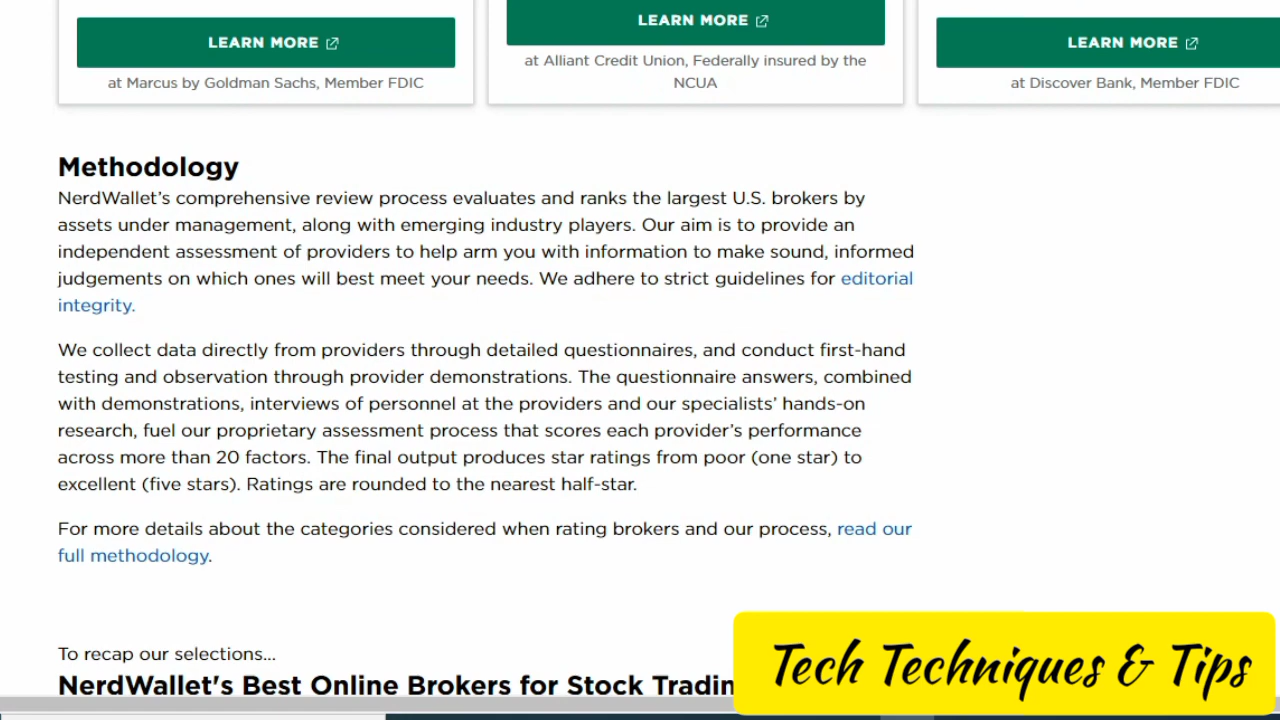 LEARN MORE
at Marcus by Goldman Sachs, Member FDIC
LEARN MORE
at Alliant Credit Union, Federally insured by the
NCUA
LEARN MORE
at Discover Bank, Member FDIC
Methodology
NerdWallet’s comprehensive review process evaluates and ranks the largest U.S. brokers by
assets under management, along with emerging industry players. Our aim is to provide an
independent assessment of providers to help arm you with information to make sound, informed
judgements on which ones will best meet your needs. We adhere to strict guidelines for editorial
integrity.
We collect data directly from providers through detailed questionnaires, and conduct first-hand
testing and observation through provider demonstrations. The questionnaire answers, combined
with demonstrations, interviews of personnel at the providers and our specialists’ hands-on
research, fuel our proprietary assessment process that scores each provider’s performance
across more than 20 factors. The final output produces star ratings from poor (one star) to
excellent (five stars). Ratings are rounded to the nearest half-star.
For more details about the categories considered when rating brokers and our process, read our
full methodology.
To recap our selections...
NerdWallet's Best Online Brokers for Stock Tradin
Tech Techniques & Tips